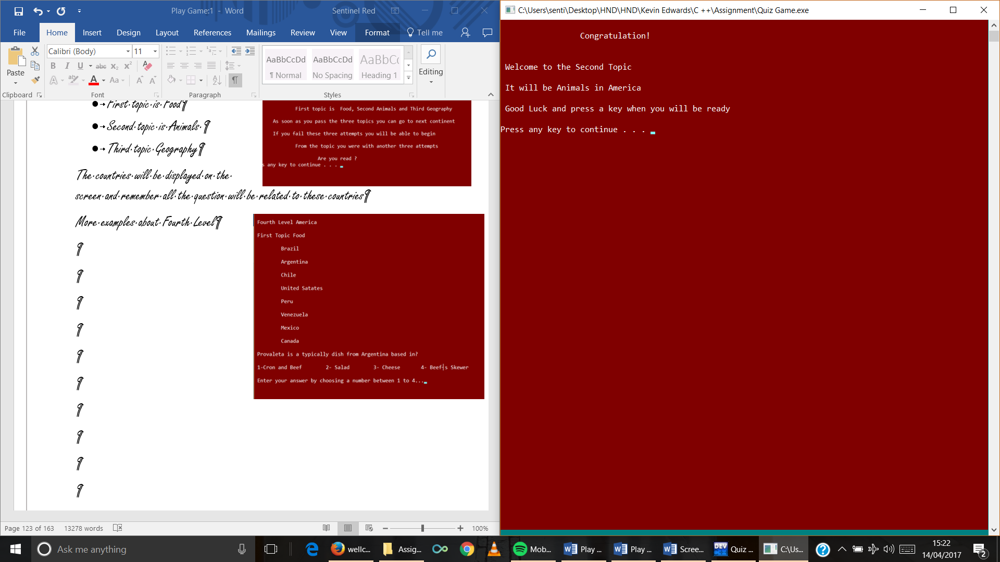 Play Game:1 - Word
Sentinel Red
File Home Insert Design Layout References Mailings Review View Format Tell me
Paste
Calibri (Body) 11
B I U abc x₂ x²
A ab A Aa A A
AaBbCcDd AaBbCcDd AaBbCc
¶ Normal No Spacing Heading 1
Editing
Clipboard Font Paragraph Styles
First topic is Food¶
Second topic is Animals ¶
Third topic Geography¶
The countries will be displayed on the
screen and remember all the question will be related to these countries¶
More examples about Fourth Level¶
¶
¶
¶
¶
¶
¶
¶
¶
¶
¶
First topic is Food, Second Animals and Third Geography
As soon as you pass the three topics you can go to next continent
If you fail these three attempts you will be able to begin
From the topic you were with another three attempts
Are you read ?
s any key to continue . . .
Fourth Level America
First Topic Food
Brazil
Argentina
Chile
United Satates
Peru
Venezuela
Mexico
Canada
Provaleta is a typically dish from Argentina based in?
1-Cron and Beef 2- Salad 3- Cheese 4- Beef's Skewer
Enter your answer by choosing a number between 1 to 4...
Page 123 of 163 13278 words 100%
C:\Users\senti\Desktop\HND\HND\Kevin Edwards\C ++\Assignment\Quiz Game.exe
Congratulation!
Welcome to the Second Topic
It will be Animals in America
Good Luck and press a key when you will be ready
Press any key to continue . . .
Ask me anything
wellc...
Assig...
Mob...
Play ...
Play ...
Scree...
DEV Quiz ...
C:\Us...
15:22
14/04/2017
2